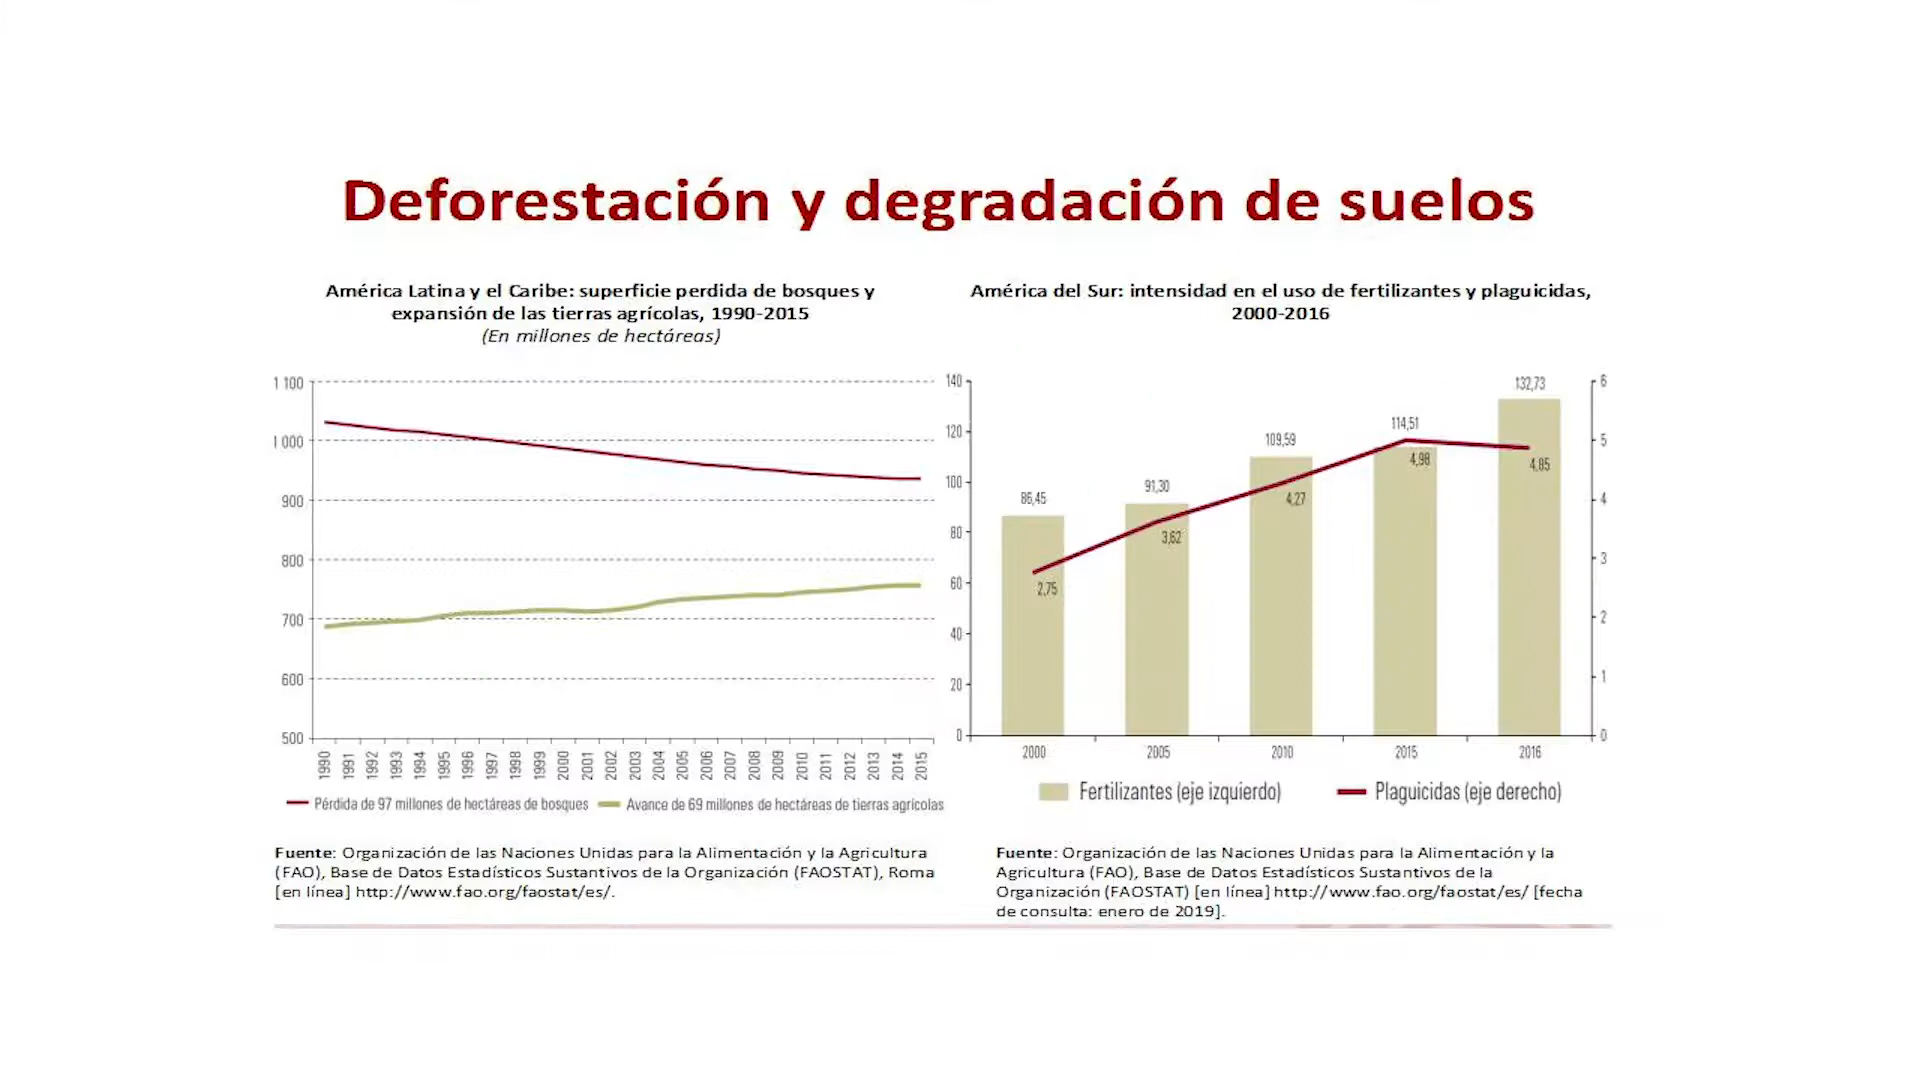 Deforestación y degradación de suelos
América Latina y el Caribe: superficie perdida de bosques y
expansión de las tierras agrícolas, 1990-2015
(En millones de hectáreas)
1 100
1 000
900
800
700
600
500
1990 1991 1992 1993 1994 1995 1996 1997 1998 1999 2000 2001 2002 2003 2004 2005 2006 2007 2008 2009 2010 2011 2012 2013 2014 2015
Pérdida de 97 millones de hectáreas de bosques Avance de 69 millones de hectáreas de tierras agrícolas
Fuente: Organización de las Naciones Unidas para la Alimentación y la Agricultura
(FAO), Base de Datos Estadísticos Sustantivos de la Organización (FAOSTAT), Roma
[en línea] http://www.fao.org/faostat/es/.
América del Sur: intensidad en el uso de fertilizantes y plaguicidas,
2000-2016
140
120
100
80
60
40
20
0
86,45
91,30
109,59
114,51
132,73
2,75
3,62
4,27
4,98
4,85
6
5
4
3
2
1
0
2000 2005 2010 2015 2016
Fertilizantes (eje izquierdo) Plaguicidas (eje derecho)
Fuente: Organización de las Naciones Unidas para la Alimentación y la
Agricultura (FAO), Base de Datos Estadísticos Sustantivos de la
Organización (FAOSTAT) [en línea] http://www.fao.org/faostat/es/ [fecha
de consulta: enero de 2019].